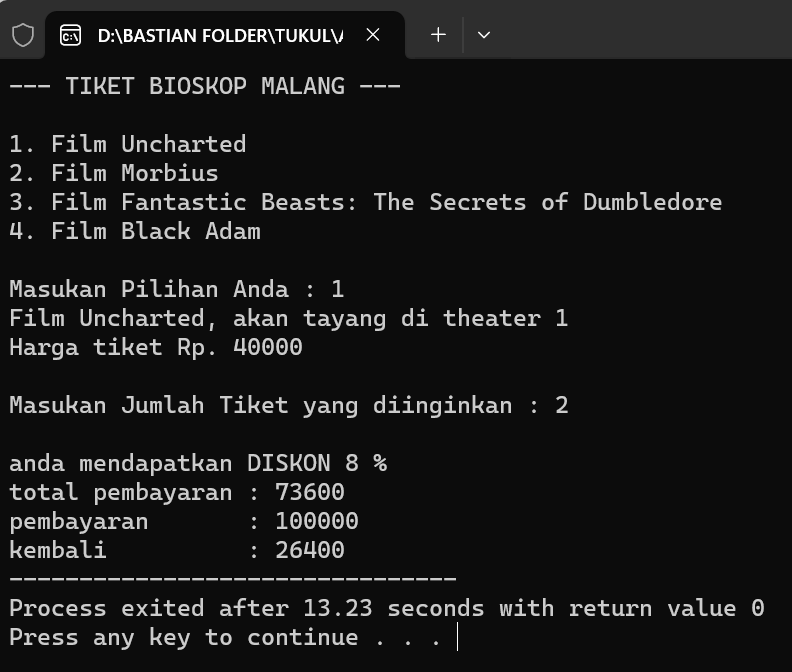 D:\BASTIAN FOLDER\TUKUL\
--- TIKET BIOSKOP MALANG ---
1. Film Uncharted
2. Film Morbius
3. Film Fantastic Beasts: The Secrets of Dumbledore
4. Film Black Adam
Masukan Pilihan Anda : 1
Film Uncharted, akan tayang di theater 1
Harga tiket Rp. 40000
Masukan Jumlah Tiket yang diinginkan : 2
anda mendapatkan DISKON 8 %
total pembayaran : 73600
pembayaran       : 100000
kembali          : 26400
--------------------------------
Process exited after 13.23 seconds with return value 0
Press any key to continue . . .